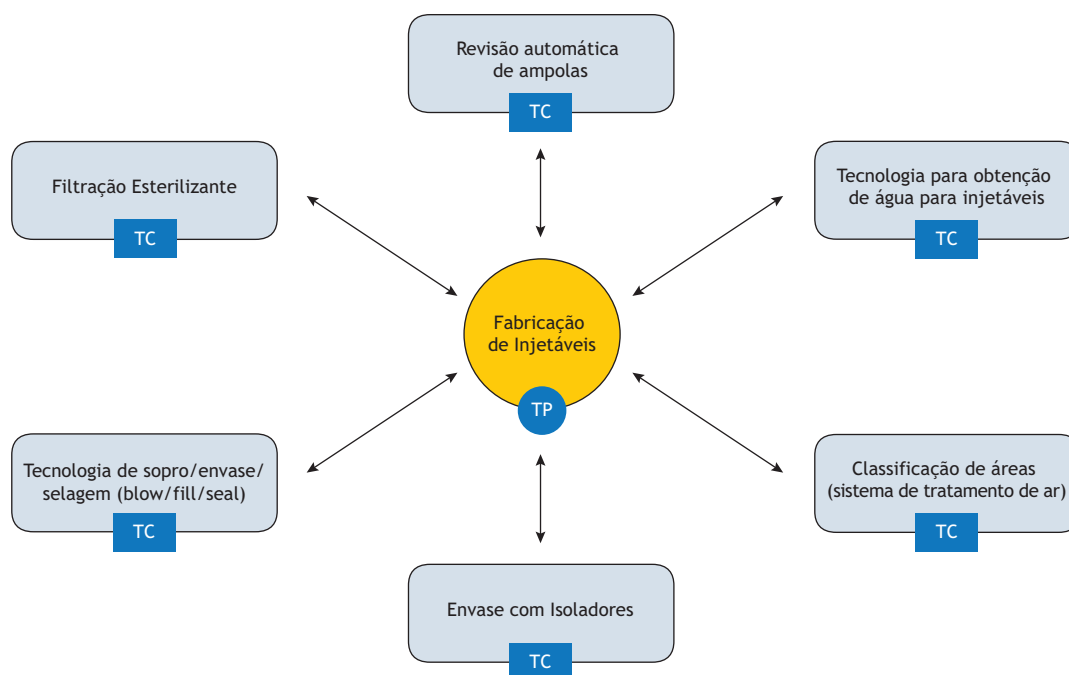 Revisão automática
de ampolas
TC
Filtração Esterilizante
TC
Tecnologia para obtenção
de água para injetáveis
TC
Fabricação
de Injetáveis
TP
Tecnologia de sopro/envase/
selagem (blow/fill/seal)
TC
Classificação de áreas
(sistema de tratamento de ar)
TC
Envase com Isoladores
TC